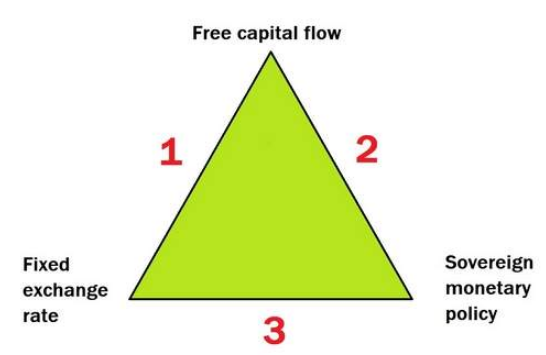 Free capital flow
1
2
Fixed
exchange
rate
Sovereign
monetary
policy
3